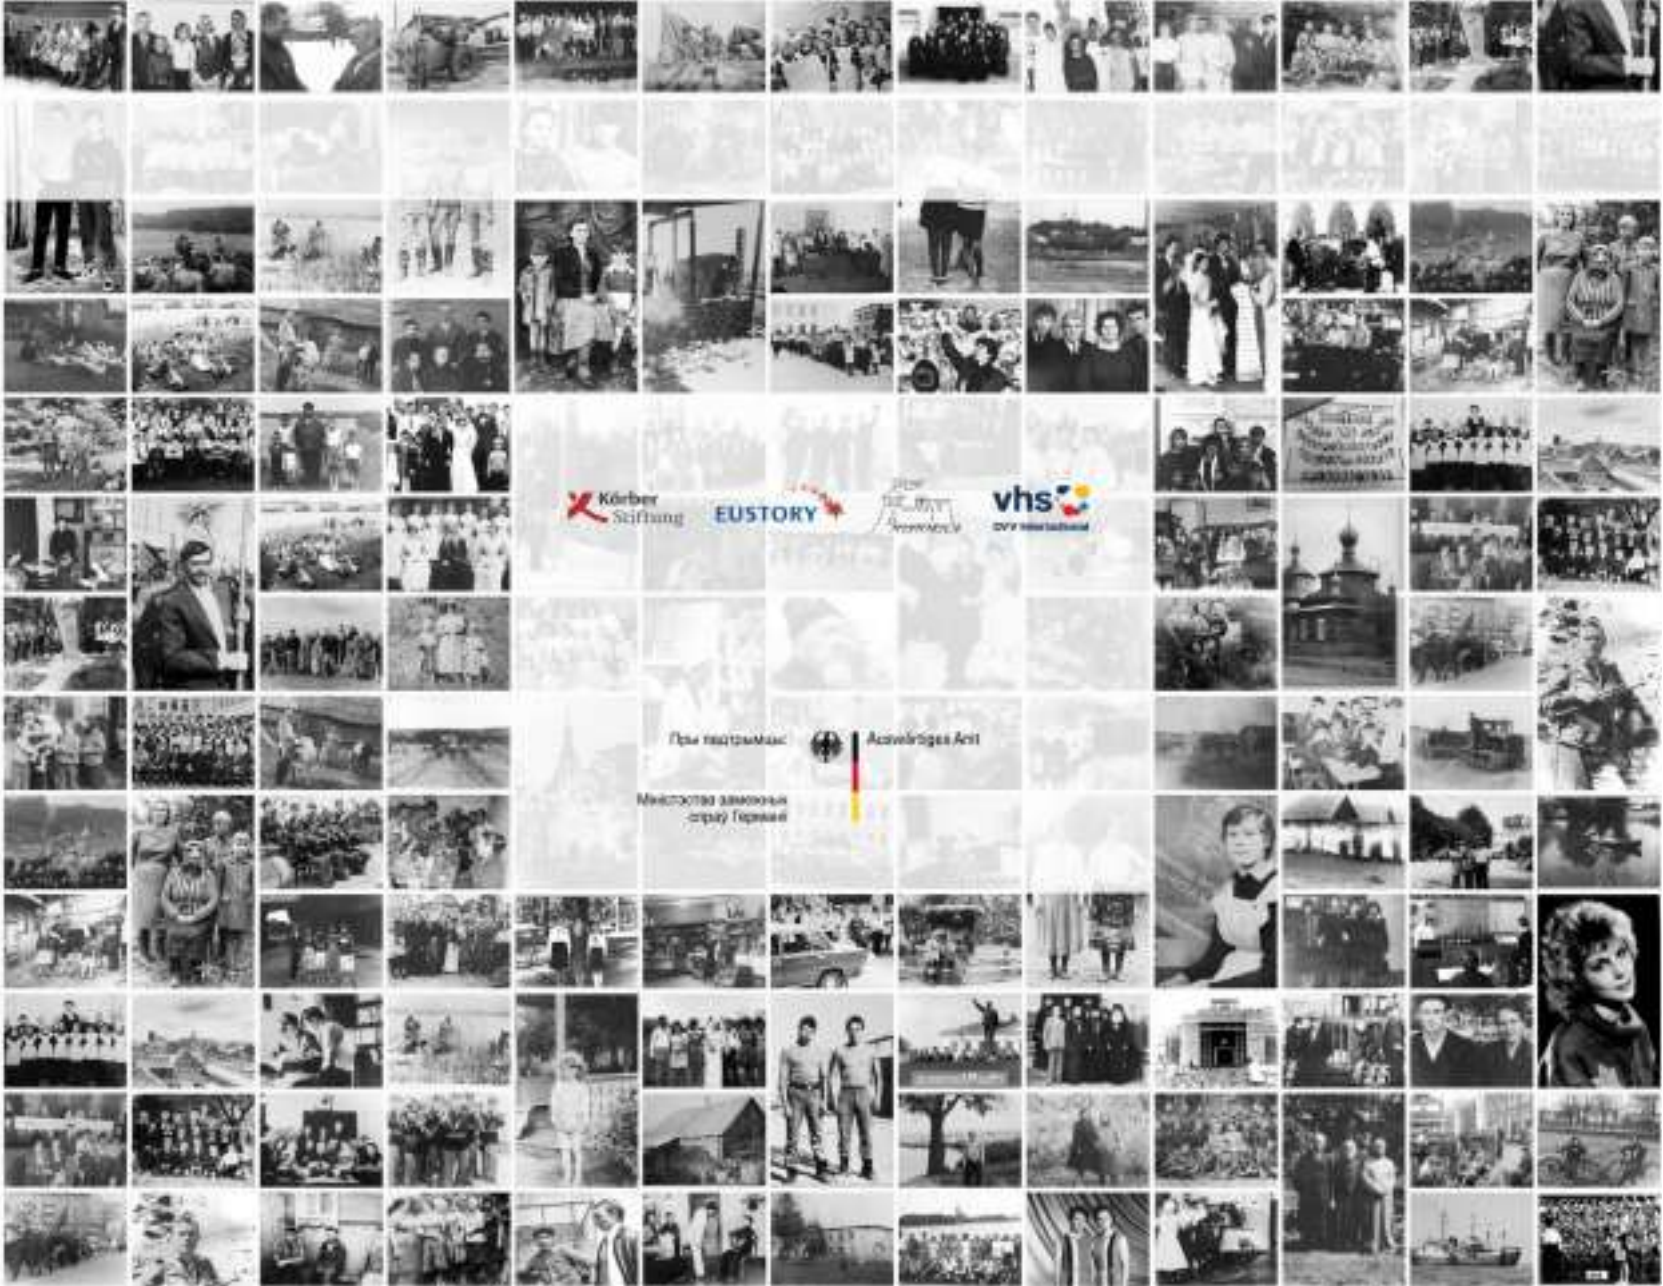 Körber
Stiftung
EUSTORY
vhs
DVV International
Пры падтрымцы:
Auswärtiges Amt
Міністэрства замежных
спраў Германіі